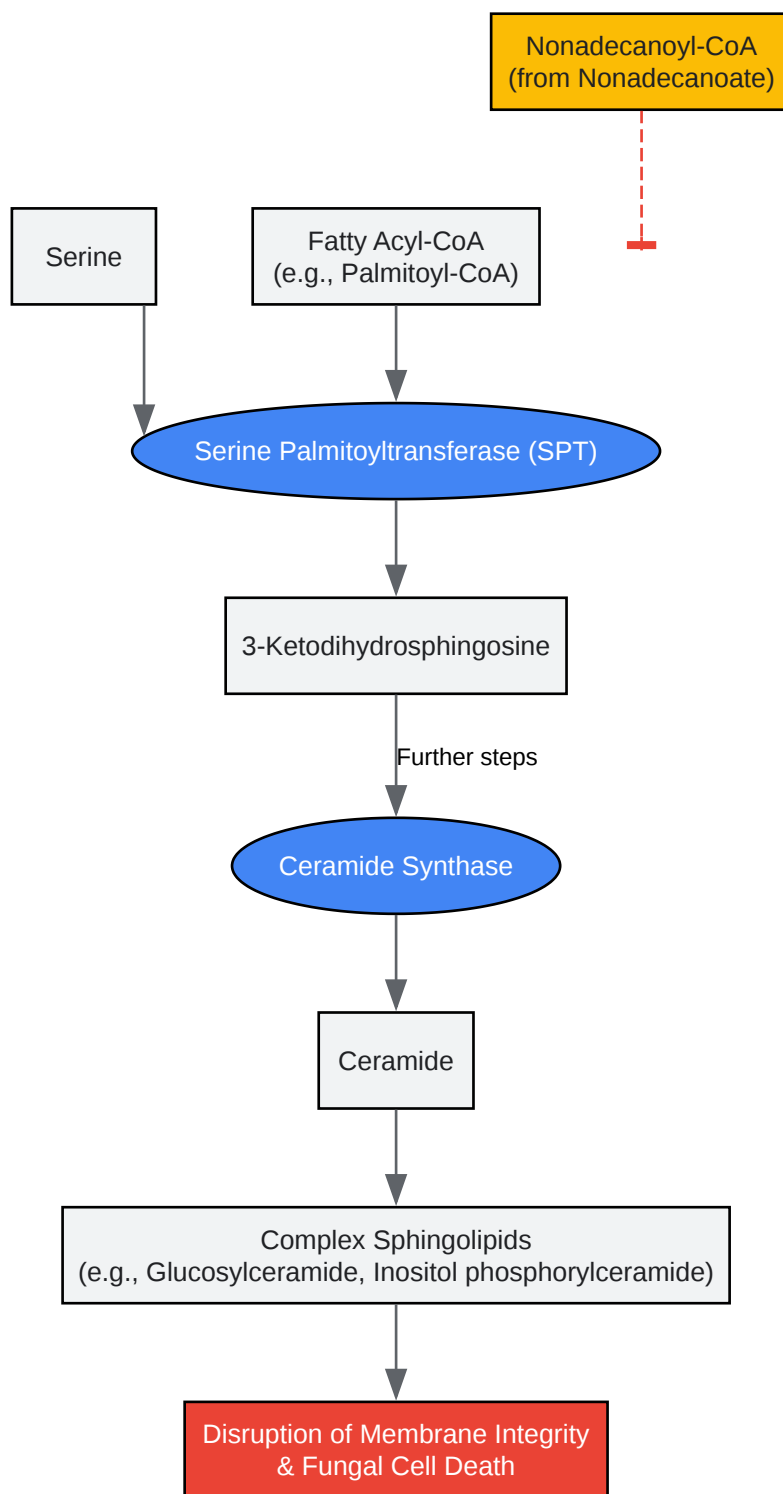 Nonadecanoyl-CoA
(from Nonadecanoate)
Serine
Fatty Acyl-CoA
(e.g., Palmitoyl-CoA)
Serine Palmitoyltransferase (SPT)
3-Ketodihydrosphingosine
Further steps
Ceramide Synthase
Ceramide
Complex Sphingolipids
(e.g., Glucosylceramide, Inositol phosphorylceramide)
Disruption of Membrane Integrity
& Fungal Cell Death